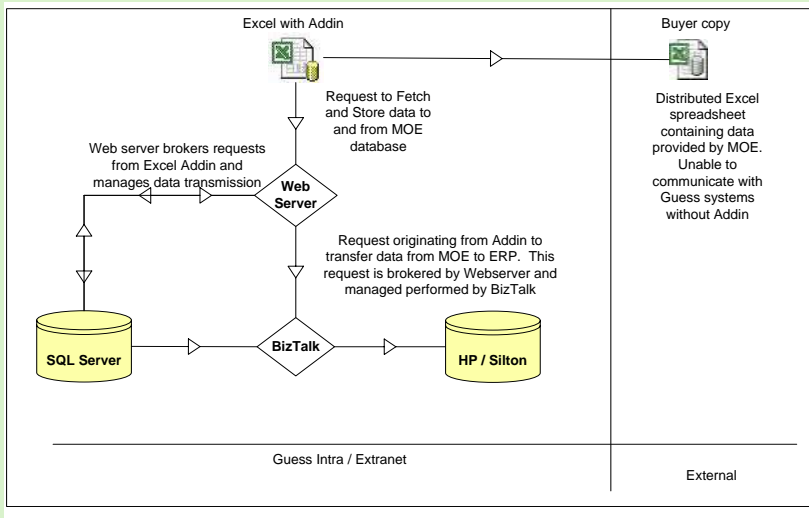 Excel with Addin
Buyer copy
Request to Fetch
and Store data to
and from MOE
database
Distributed Excel
spreadsheet
containing data
provided by MOE.
Unable to
communicate with
Guess systems
without Addin
Web server brokers requests
from Excel Addin and
manages data transmission
Web
Server
Request originating from Addin to
transfer data from MOE to ERP.  This
request is brokered by Webserver and
managed performed by BizTalk
SQL Server
BizTalk
HP / Silton
Guess Intra / Extranet
External